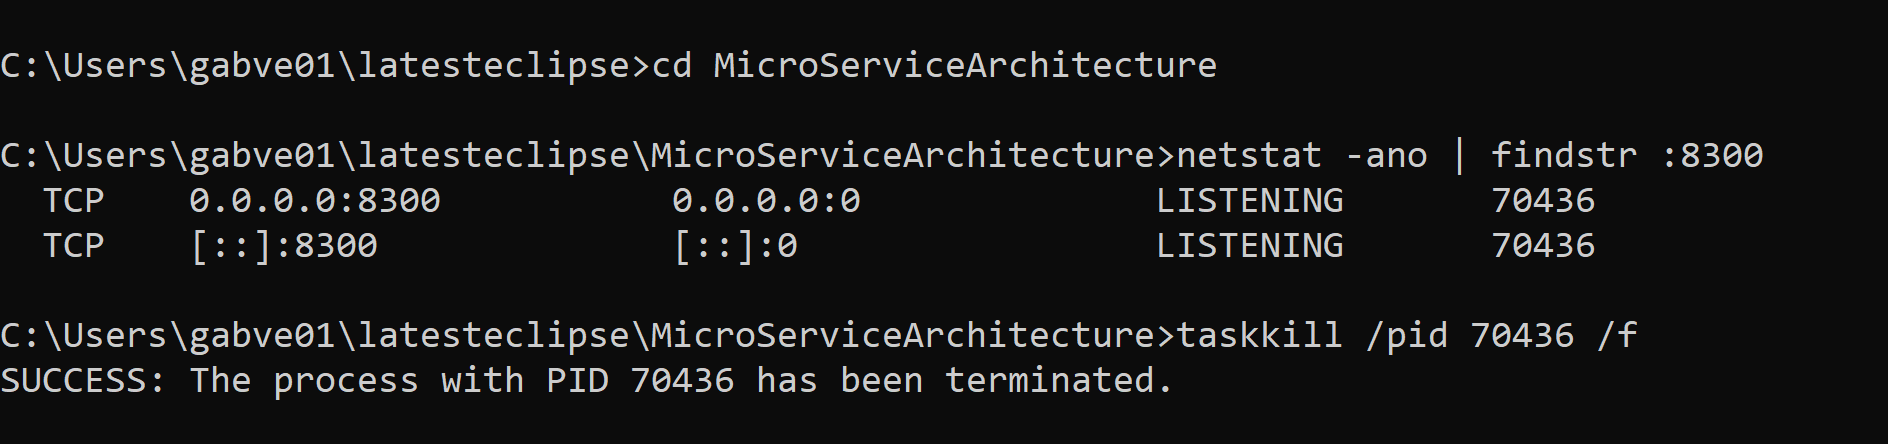 C:\Users\gabve01\latesteclipse>cd MicroServiceArchitecture
C:\Users\gabve01\latesteclipse\MicroServiceArchitecture>netstat -ano | findstr :8300
TCP 0.0.0.0:8300 0.0.0.0:0 LISTENING 70436
TCP [::]:8300 [::]:0 LISTENING 70436
C:\Users\gabve01\latesteclipse\MicroServiceArchitecture>taskkill /pid 70436 /f
SUCCESS: The process with PID 70436 has been terminated.